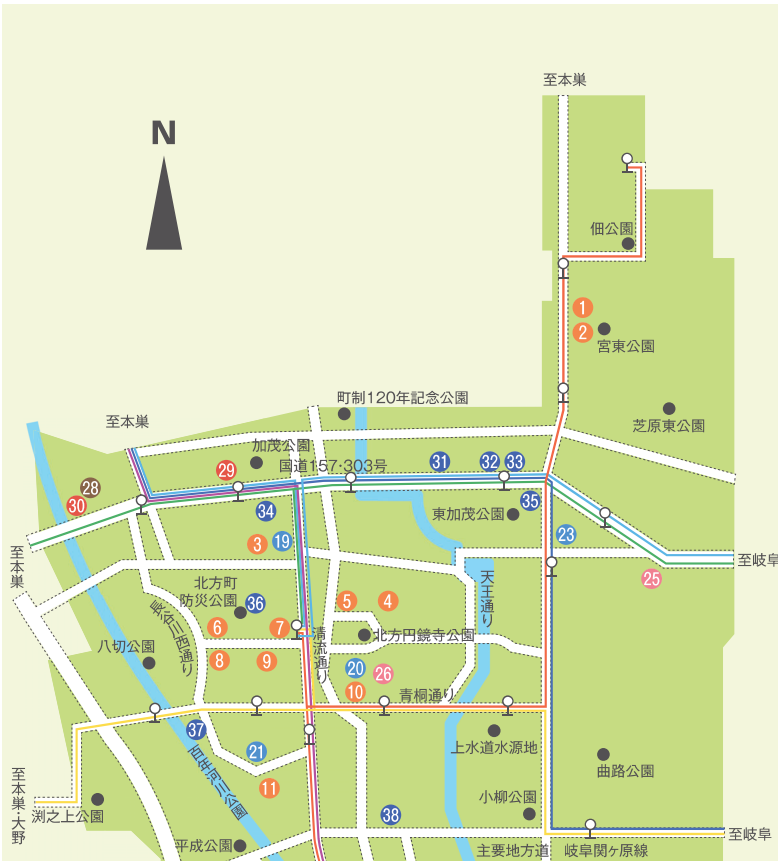 至本巣
N
佃公園
1
2
宮東公園
町制120年記念公園
芝原東公園
至本巣
加茂公園
国道157・303号
29
31
32
33
28
30
34
35
東加茂公園
3
19
23
至本巣
至岐阜
25
北方町
防災公園
36
長谷川西通り
5
4
天王通り
6
7
清流通り
北方円鏡寺公園
八切公園
8
9
20
26
10
青桐通り
37
百年河川公園
21
上水道水源地
曲路公園
11
至本巣・大野
渕之上公園
38
小柳公園
平成公園
至岐阜
主要地方道 岐阜関ヶ原線